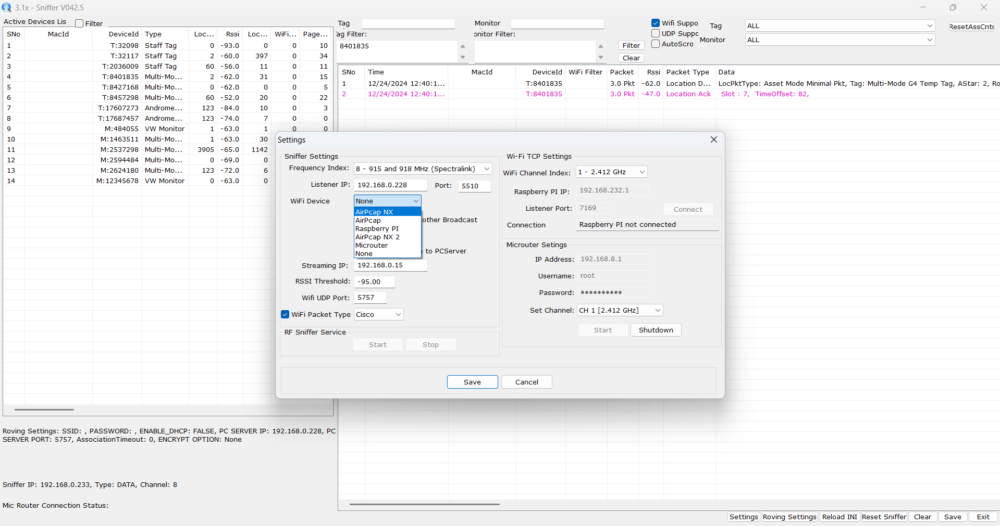 3.1x - Sniffer V042.5
Active Devices Lis
Filter
SNo MacId DeviceId Type Loc... Rssi Loc... WiFi... Page...
1 T:32098 Staff Tag 0 -93.0 0 0 10
2 T:32117 Staff Tag 2 -60.0 397 0 34
3 T:2036009 Staff Tag 60 -56.0 11 0 11
4 T:8401835 Multi-Mo... 2 -62.0 31 0 15
5 T:8427168 Multi-Mo... 0 -62.0 0 0 5
6 T:8457298 Multi-Mo... 60 -52.0 20 0 22
7 T:17607273 Androme... 123 -84.0 10 0 3
8 T:17687457 Androme... 123 -74.0 7 0 0
9 M:484055 VW Monitor 1 -63.0 1 0 0
10 M:1463511 Multi-Mo... 1 -63.0 30
11 M:2537298 Multi-Mo... 3905 -65.0 1142
12 M:2594484 Multi-Mo... 0 -69.0 0
13 M:2624180 Multi-Mo... 123 -72.0 6
14 M:12345678 VW Monitor 0 -63.0 0
Tag
ag Filter:
8401835
Monitor
onitor Filter:
Filter
Clear
Wifi Suppo
UDP Suppo
AutoScro
Tag ALL
Monitor ALL
ResetAssCntr
SNo Time MacId DeviceId WiFi Filter Packet Rssi Packet Type Data
1 12/24/2024 12:40:1... T:8401835 3.0 Pkt -62.0 Location D... LocPktType: Asset Mode Minimal Pkt, Tag: Multi-Mode G4 Temp Tag, AStar: 2, Ro
2 12/24/2024 12:40:1... T:8401835 3.0 Pkt -47.0 Location Ack Slot : 7, TimeOffset: 82,
Settings
Sniffer Settings
Frequency Index: 8 - 915 and 918 MHz (Spectralink)
Listener IP: 192.168.0.228 Port: 5510
WiFi Device None
AirPcap NX
AirPcap
other Broadcast
Raspberry PI
AirPcap NX 2
Microuter
to PCServer
None
Streaming IP: 192.168.0.15
RSSI Threshold: -95.00
Wifi UDP Port: 5757
WiFi Packet Type Cisco
RF Sniffer Service
Start Stop
Wi-Fi TCP Settings
WiFi Channel Index: 1 - 2.412 GHz
Raspberry PI IP: 192.168.232.1
Listener Port: 7169 Connect
Connection Raspberry PI not connected
Microuter Setings
IP Address: 192.168.8.1
Username: root
Password: ●●●●●●●●●●
Set Channel: CH 1 [2.412 GHz]
Start Shutdown
Save Cancel
Roving Settings: SSID: , PASSWORD: , ENABLE_DHCP: FALSE, PC SERVER IP: 192.168.0.228, PC
SERVER PORT: 5757, AssociationTimeout: 0, ENCRYPT OPTION: None
Sniffer IP: 192.168.0.233, Type: DATA, Channel: 8
Mic Router Connection Status:
Settings Roving Settings Reload INI Reset Sniffer Clear Save Exit